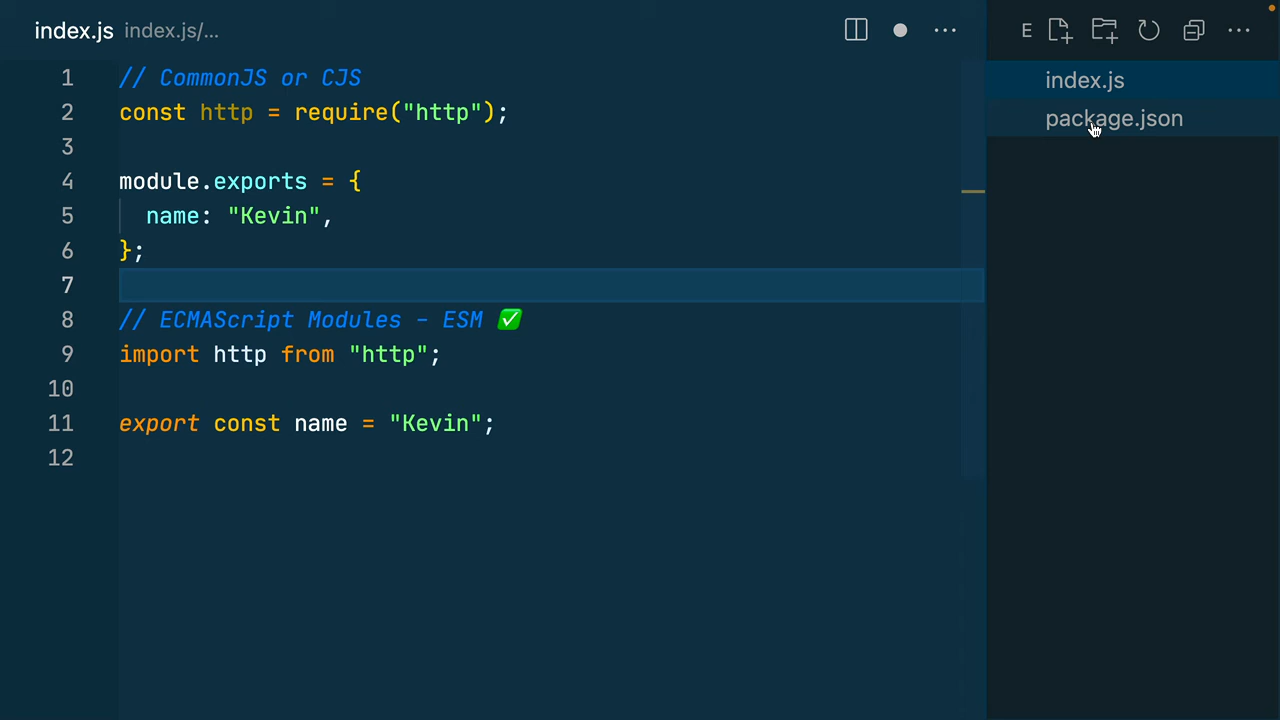 index.js index.js/...
1 // CommonJS or CJS
2 const http = require("http");
3
4 module.exports = {
5 name: "Kevin",
6 };
7
8 // ECMAScript Modules - ESM ✅
9 import http from "http";
10
11 export const name = "Kevin";
12
E
index.js
package.json